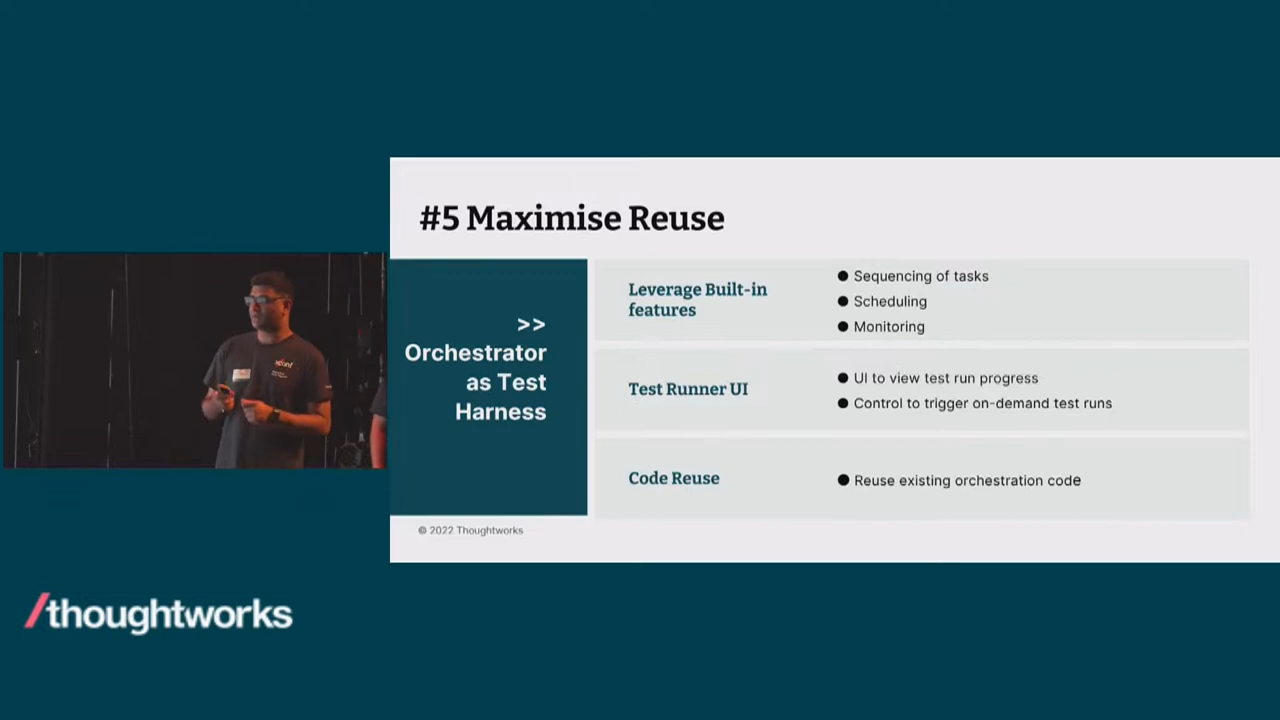 #5 Maximise Reuse
>>
Orchestrator
as Test
Harness
Leverage Built-in
features
● Sequencing of tasks
● Scheduling
● Monitoring
Test Runner UI
● UI to view test run progress
● Control to trigger on-demand test runs
Code Reuse
● Reuse existing orchestration code
© 2022 Thoughtworks
/thoughtworks